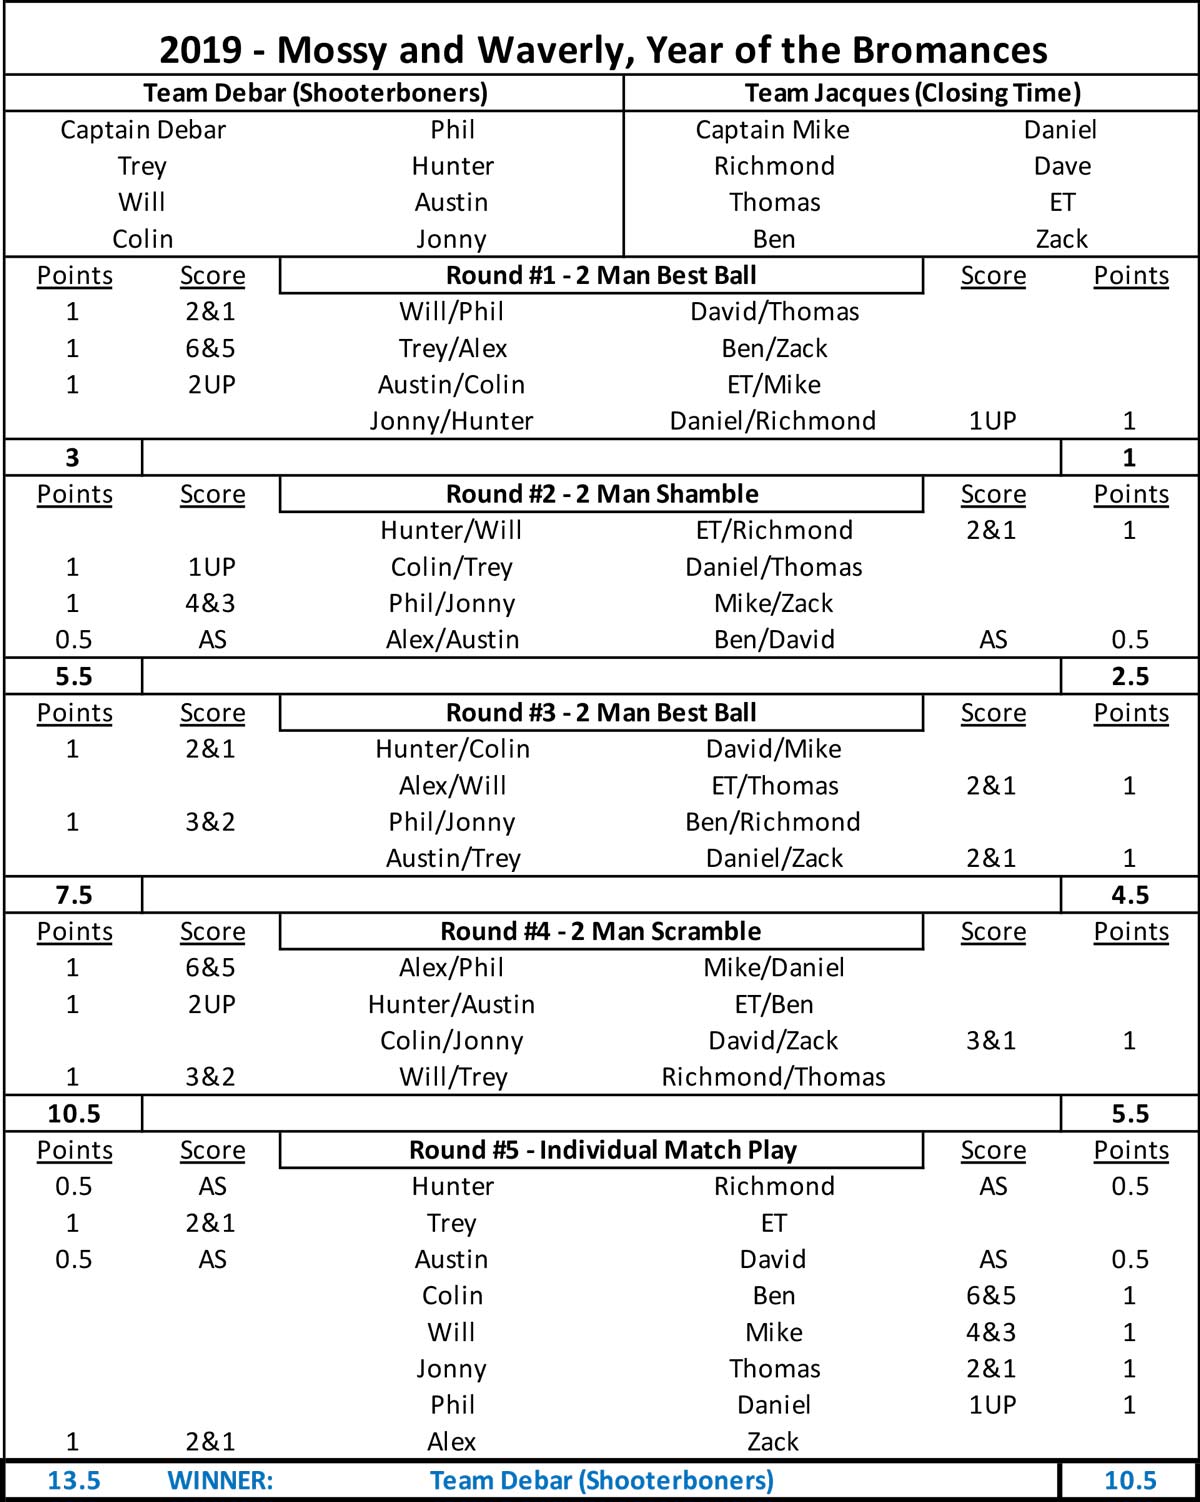 2019 - Mossy and Waverly, Year of the Bromances
Team Debar (Shooterboners) Team Jacques (Closing Time)
Captain Debar Phil Captain Mike Daniel
Trey Hunter Richmond Dave
Will Austin Thomas ET
Colin Jonny Ben Zack
Points Score Round #1 - 2 Man Best Ball Score Points
1 2&1 Will/Phil David/Thomas
1 6&5 Trey/Alex Ben/Zack
1 2UP Austin/Colin ET/Mike
Jonny/Hunter Daniel/Richmond 1UP 1
3 1
Points Score Round #2 - 2 Man Shamble Score Points
Hunter/Will ET/Richmond 2&1 1
1 1UP Colin/Trey Daniel/Thomas
1 4&3 Phil/Jonny Mike/Zack
0.5 AS Alex/Austin Ben/David AS 0.5
5.5 2.5
Points Score Round #3 - 2 Man Best Ball Score Points
1 2&1 Hunter/Colin David/Mike
Alex/Will ET/Thomas 2&1 1
1 3&2 Phil/Jonny Ben/Richmond
Austin/Trey Daniel/Zack 2&1 1
7.5 4.5
Points Score Round #4 - 2 Man Scramble Score Points
1 6&5 Alex/Phil Mike/Daniel
1 2UP Hunter/Austin ET/Ben
Colin/Jonny David/Zack 3&1 1
1 3&2 Will/Trey Richmond/Thomas
10.5 5.5
Points Score Round #5 - Individual Match Play Score Points
0.5 AS Hunter Richmond AS 0.5
1 2&1 Trey ET
0.5 AS Austin David AS 0.5
Colin Ben 6&5 1
Will Mike 4&3 1
Jonny Thomas 2&1 1
Phil Daniel 1UP 1
1 2&1 Alex Zack
13.5 WINNER: Team Debar (Shooterboners) 10.5